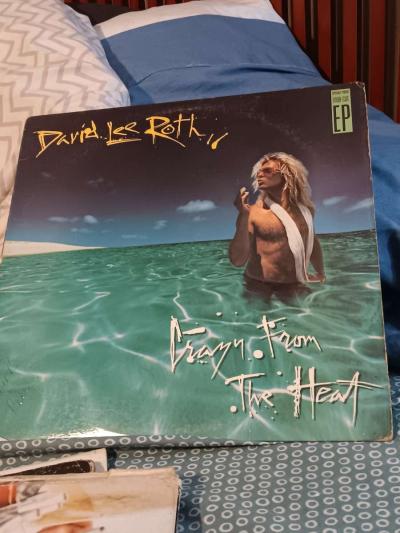 David Lee Roth
EP
Crazy From
The Heat